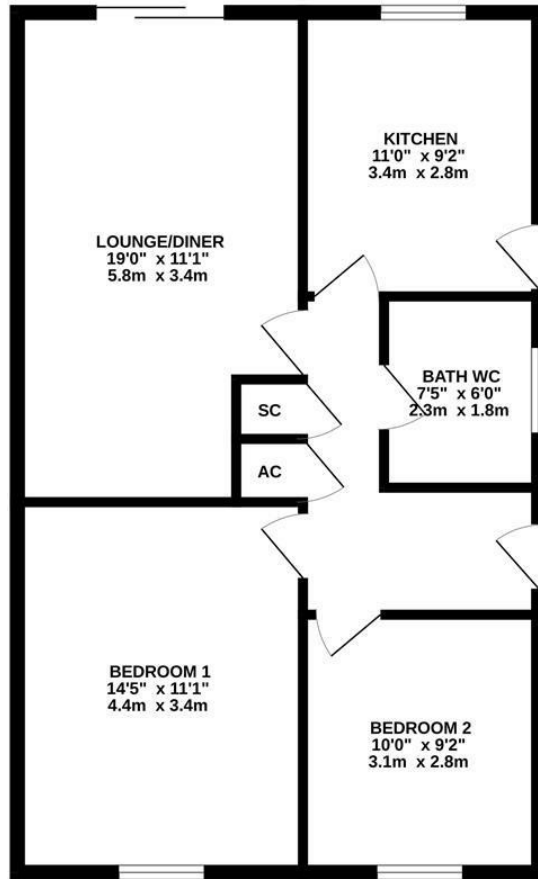 KITCHEN
11'0" x 9'2"
3.4m x 2.8m
LOUNGE/DINER
19'0" x 11'1"
5.8m x 3.4m
BATH WC
7'5" x 6'0"
2.3m x 1.8m
SC
AC
BEDROOM 1
14'5" x 11'1"
4.4m x 3.4m
BEDROOM 2
10'0" x 9'2"
3.1m x 2.8m